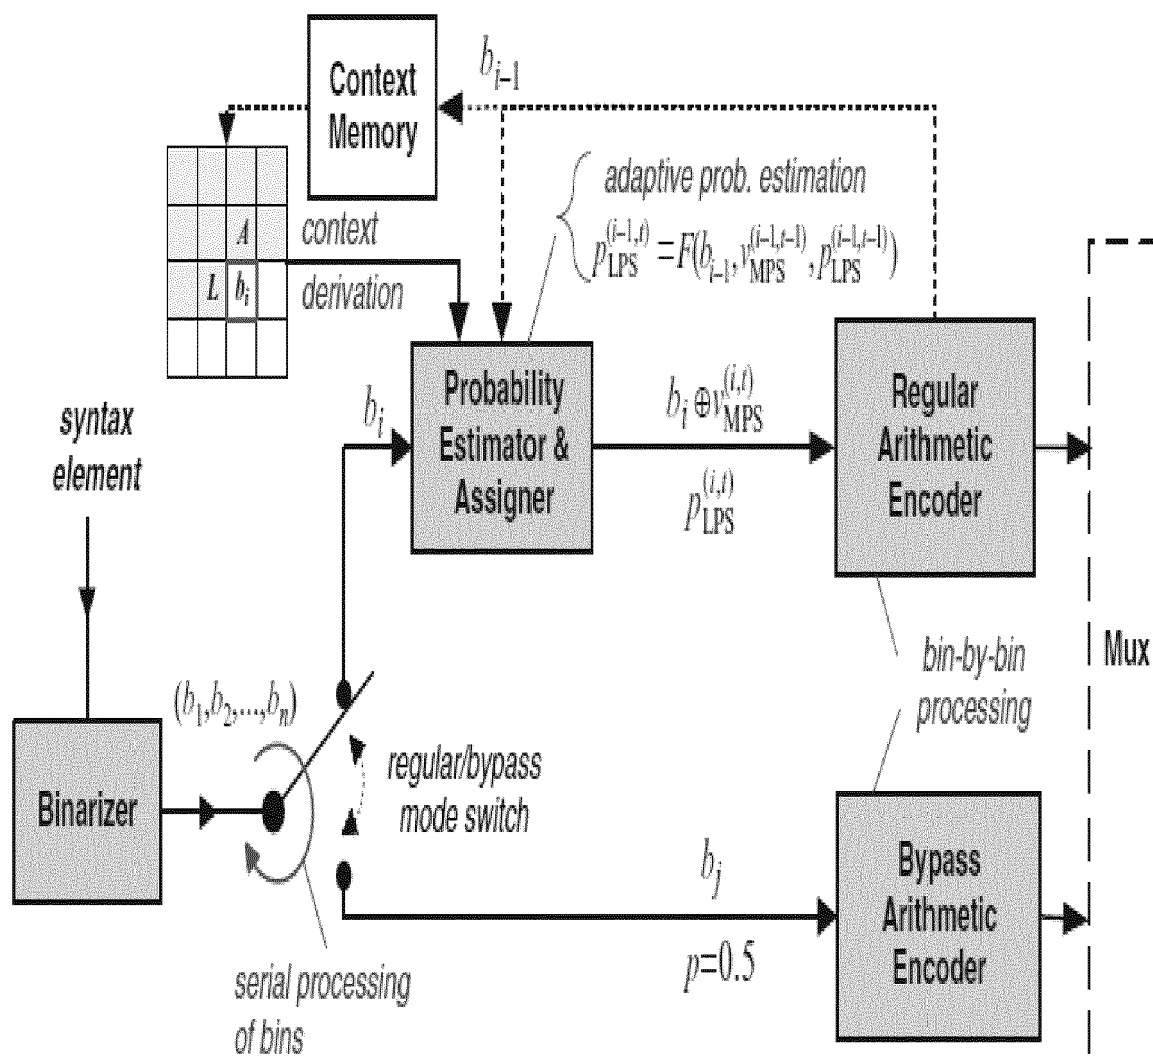 Context
Memory
b_{i–1}
adaptive prob. estimation
p_{LPS}^{(i–1,t)} = F(b_{i–1}, v_{MPS}^{(i–1,t–1)}, p_{LPS}^{(i–1,t–1)})
A
L b_i
context
derivation
syntax
element
b_i
Probability
Estimator &
Assigner
b_i ⊕ v_{MPS}^{(i,t)}
p_{LPS}^{(i,t)}
Regular
Arithmetic
Encoder
Mux
bin-by-bin
processing
(b_1,b_2,...,b_n)
Binarizer
regular/bypass
mode switch
b_j
p=0.5
Bypass
Arithmetic
Encoder
serial processing
of bins